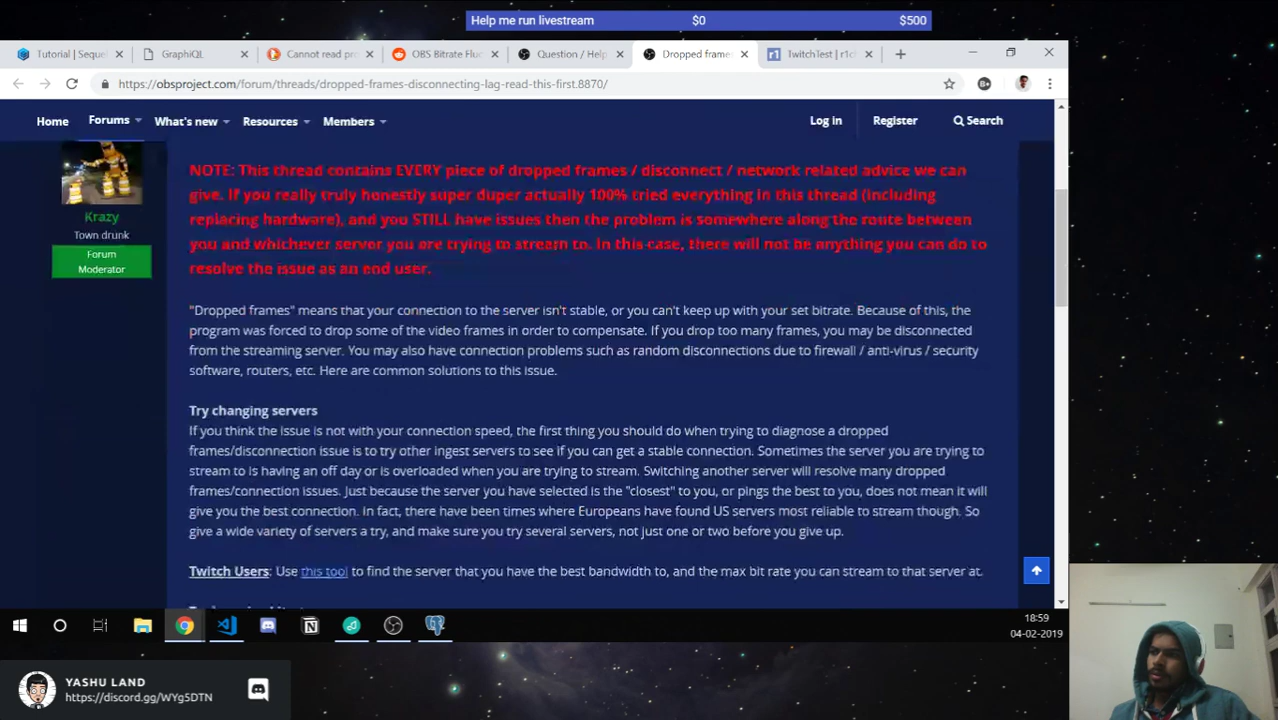 Help me run livestream $0 $500
Tutorial | Sequel
GraphiQL
Cannot read pro
OBS Bitrate Fluc
Question / Help
Dropped frame
TwitchTest | r1ch
https://obsproject.com/forum/threads/dropped-frames-disconnecting-lag-read-this-first.8870/
Home Forums What's new Resources Members Log in Register Search
Krazy
Town drunk
Forum
Moderator
NOTE: This thread contains EVERY piece of dropped frames / disconnect / network related advice we can
give. If you really truly honestly super duper actually 100% tried everything in this thread (including
replacing hardware), and you STILL have issues then the problem is somewhere along the route between
you and whichever server you are trying to stream to. In this case, there will not be anything you can do to
resolve the issue as an end user.
"Dropped frames" means that your connection to the server isn't stable, or you can't keep up with your set bitrate. Because of this, the
program was forced to drop some of the video frames in order to compensate. If you drop too many frames, you may be disconnected
from the streaming server. You may also have connection problems such as random disconnections due to firewall / anti-virus / security
software, routers, etc. Here are common solutions to this issue.
Try changing servers
If you think the issue is not with your connection speed, the first thing you should do when trying to diagnose a dropped
frames/disconnection issue is to try other ingest servers to see if you can get a stable connection. Sometimes the server you are trying to
stream to is having an off day or is overloaded when you are trying to stream. Switching another server will resolve many dropped
frames/connection issues. Just because the server you have selected is the "closest" to you, or pings the best to you, does not mean it will
give you the best connection. In fact, there have been times where Europeans have found US servers most reliable to stream though. So
give a wide variety of servers a try, and make sure you try several servers, not just one or two before you give up.
Twitch Users: Use this tool to find the server that you have the best bandwidth to, and the max bit rate you can stream to that server at.
18:59
04-02-2019
YASHU LAND
https://discord.gg/WYg5DTN